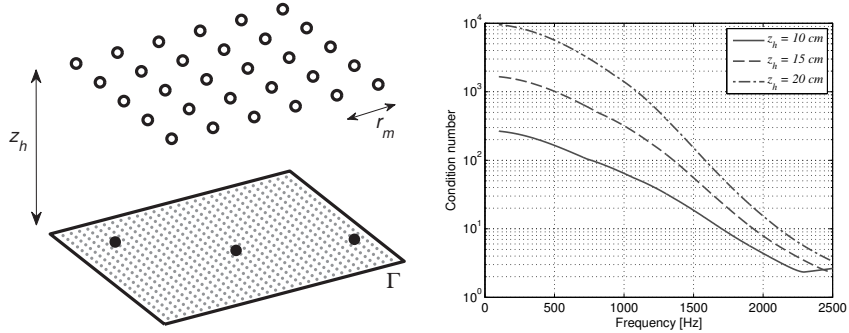 z_h
r_m
Γ
Condition number
10^4
10^3
10^2
10^1
10^0
z_h = 10 cm
z_h = 15 cm
z_h = 20 cm
0 500 1000 1500 2000 2500
Frequency [Hz]